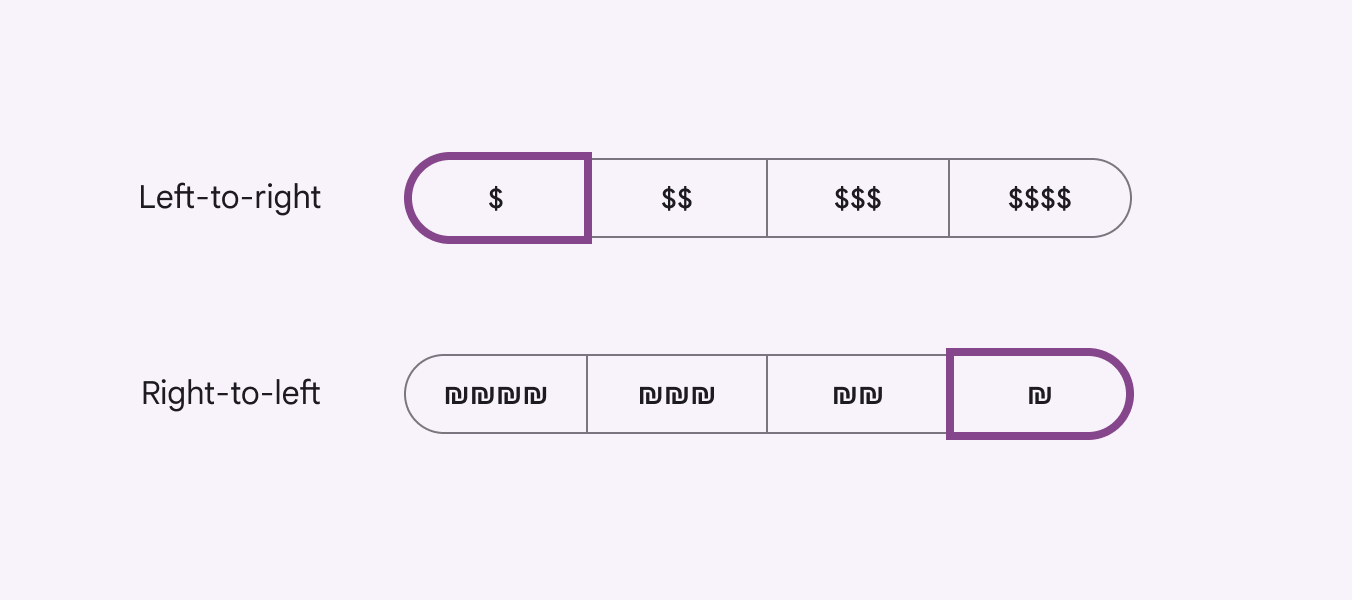 Left-to-right $ $$ $$$ $$$$
Right-to-left ₪₪₪₪ ₪₪₪ ₪₪ ₪